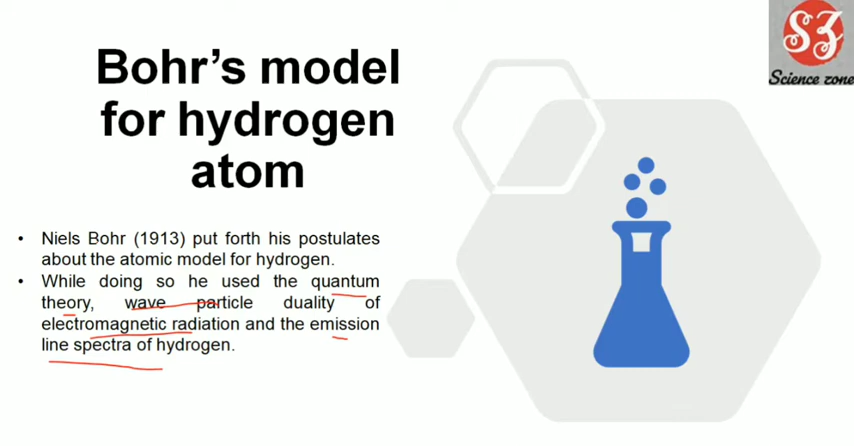 SZ
Science zone
Bohr's model
for hydrogen
atom
• Niels Bohr (1913) put forth his postulates
about the atomic model for hydrogen.
• While doing so he used the quantum
theory, wave particle duality of
electromagnetic radiation and the emission
line spectra of hydrogen.